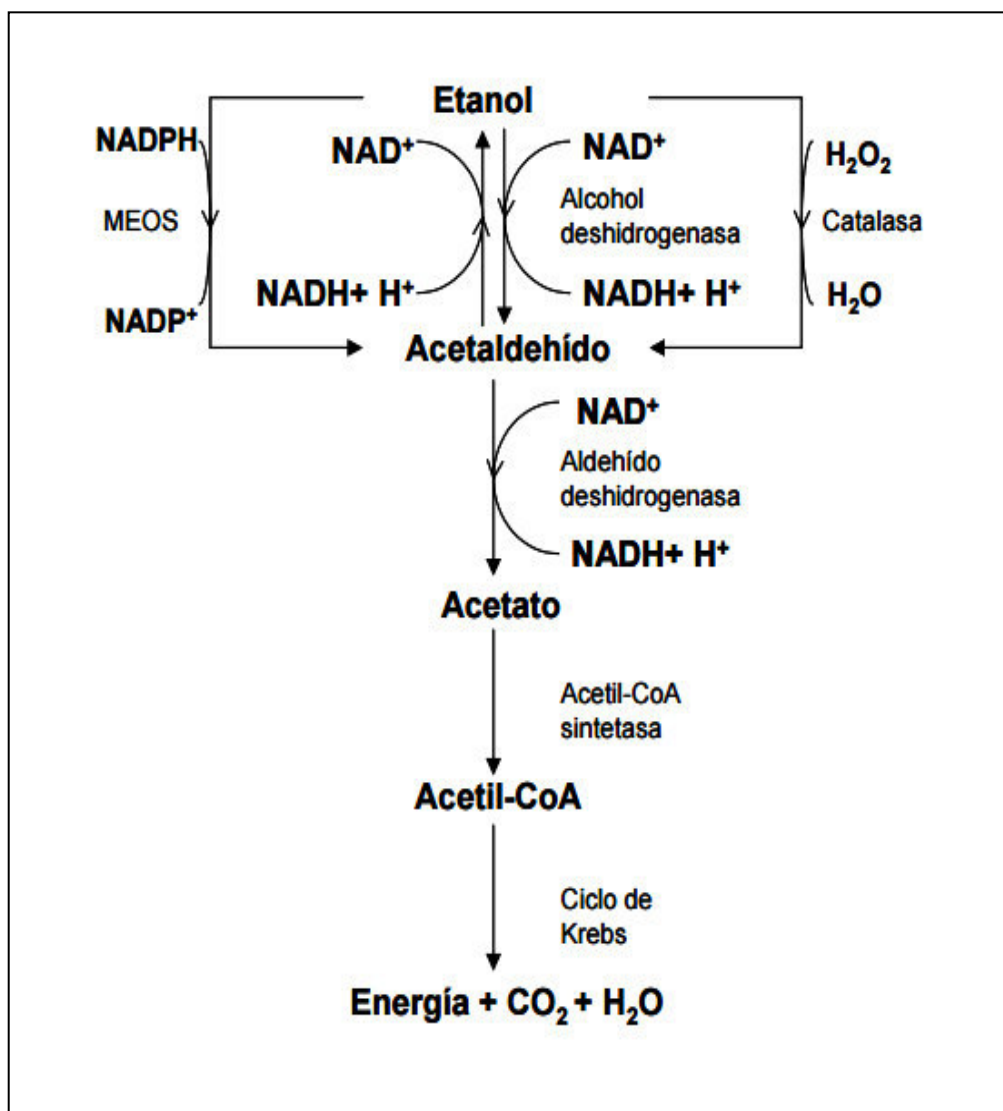 Etanol
NADPH
NAD⁺
NAD⁺
H₂O₂
MEOS
Alcohol
deshidrogenasa
Catalasa
NADP⁺
NADH+ H⁺
NADH+ H⁺
H₂O
Acetaldehído
NAD⁺
Aldehído
deshidrogenasa
NADH+ H⁺
Acetato
Acetil-CoA
sintetasa
Acetil-CoA
Ciclo de
Krebs
Energía + CO₂ + H₂O